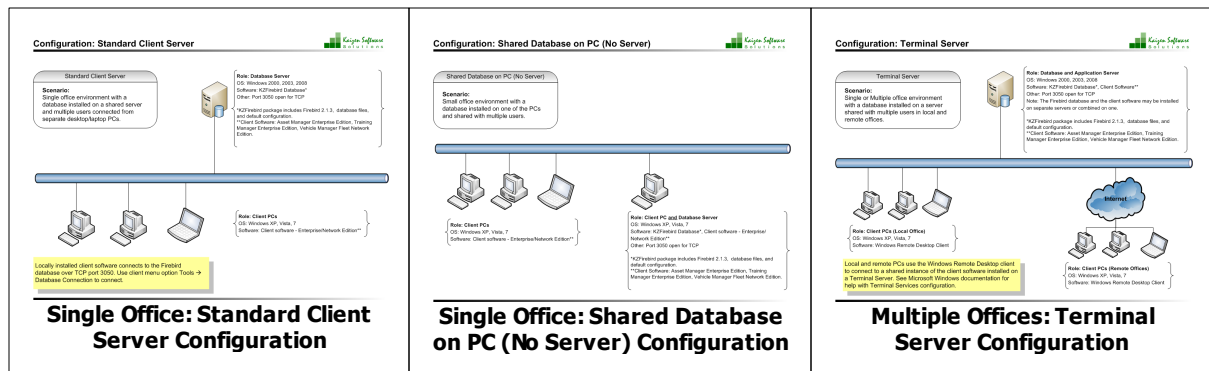 Configuration: Standard Client Server
Kaizen Software
Solutions
Standard Client Server
Scenario:
Single office environment with a
database installed on a shared server
and multiple users connected from
separate desktop/laptop PCs.
Role: Database Server
OS: Windows 2000, 2003, 2008
Software: KZFirebird Database*
Other: Port 3050 open for TCP
*KZFirebird package includes Firebird 2.1.3, database files,
and default configuration.
**Client Software: Asset Manager Enterprise Edition, Training
Manager Enterprise Edition, Vehicle Manager Fleet Network
Edition.
Role: Client PCs
OS: Windows XP, Vista, 7
Software: Client software - Enterprise/Network Edition**
Locally installed client software connects to the Firebird
database over TCP port 3050. Use client menu option Tools →
Database Connection to connect.
Single Office: Standard Client
Server Configuration
Configuration: Shared Database on PC (No Server)
Kaizen Software
Solutions
Shared Database on PC (No Server)
Scenario:
Small office environment with a
database installed on one of the PCs
and shared with multiple users.
Role: Client PCs
OS: Windows XP, Vista, 7
Software: Client software - Enterprise/Network Edition**
Role: Client PC and Database Server
OS: Windows XP, Vista, 7
Software: KZFirebird Database*, Client software - Enterprise/
Network Edition**
Other: Port 3050 open for TCP
*KZFirebird package includes Firebird 2.1.3, database files, and
default configuration.
**Client Software: Asset Manager Enterprise Edition, Training
Manager Enterprise Edition, Vehicle Manager Fleet Network Edition.
Single Office: Shared Database
on PC (No Server) Configuration
Configuration: Terminal Server
Kaizen Software
Solutions
Terminal Server
Scenario:
Single or Multiple office environment
with a database installed on a server
shared with multiple users in local and
remote offices.
Role: Database and Application Server
OS: Windows 2000, 2003, 2008
Software: KZFirebird Database*, Client Software**
Other: Port 3050 open for TCP
Note: The Firebird database and the client software may be installed
on separate servers or combined on one.
*KZFirebird package includes Firebird 2.1.3, database files, and
default configuration.
**Client Software: Asset Manager Enterprise Edition, Training
Manager Enterprise Edition, Vehicle Manager Fleet Network Edition.
Internet
Role: Client PCs (Local Office)
OS: Windows XP, Vista, 7
Software: Windows Remote Desktop Client
Local and remote PCs use the Windows Remote Desktop client
to connect to a shared instance of the client software installed on
a Terminal Server. See Microsoft Windows documentation for
help with Terminal Services configuration.
Role: Client PCs (Remote Offices)
OS: Windows XP, Vista, 7
Software: Windows Remote Desktop Client
Multiple Offices: Terminal
Server Configuration